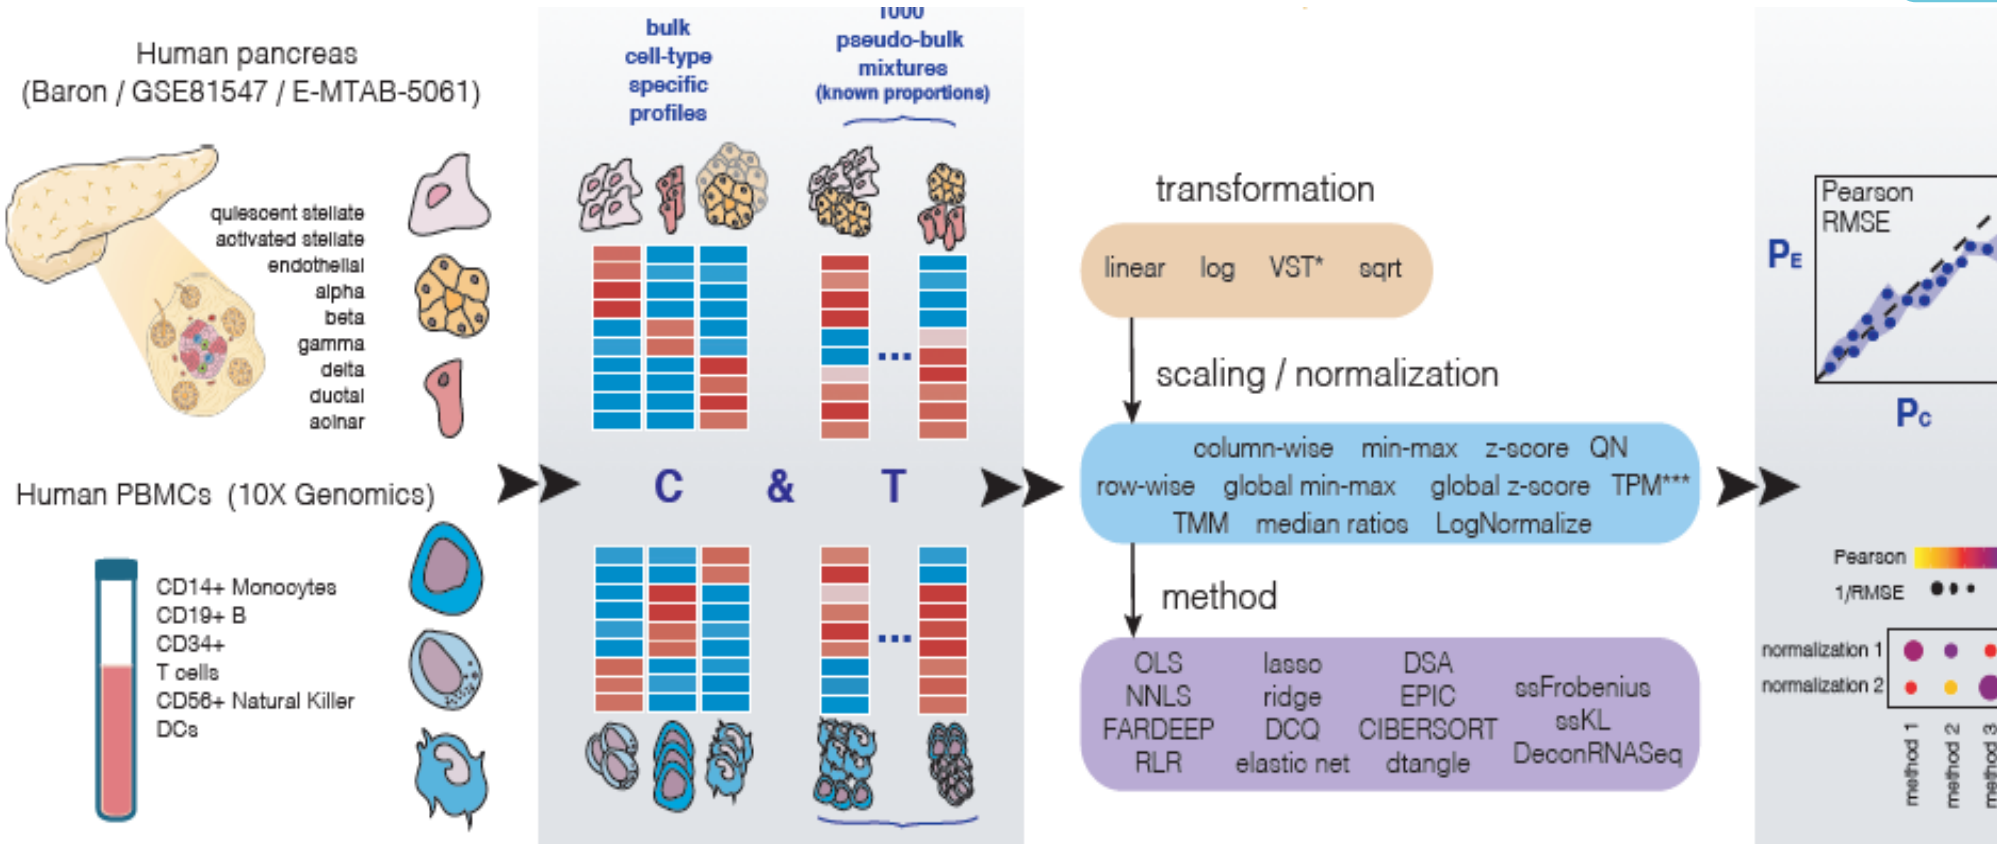 Human pancreas
(Baron / GSE81547 / E-MTAB-5061)
quiescent stellate
activated stellate
endothelial
alpha
beta
gamma
delta
ductal
acinar
Human PBMCs (10X Genomics)
CD14+ Monocytes
CD19+ B
CD34+
T cells
CD56+ Natural Killer
DCs
bulk
cell-type
specific
profiles
1000
pseudo-bulk
mixtures
(known proportions)
...
C & T
...
transformation
linear log VST* sqrt
scaling / normalization
column-wise min-max z-score QN
row-wise global min-max global z-score TPM***
TMM median ratios LogNormalize
method
OLS lasso DSA
NNLS ridge EPIC ssFrobenius
FARDEEP DCQ CIBERSORT ssKL
RLR elastic net dtangle DeconRNASeq
Pearson
RMSE
PE
PC
Pearson
1/RMSE
normalization 1
normalization 2
method 1
method 2
method 3